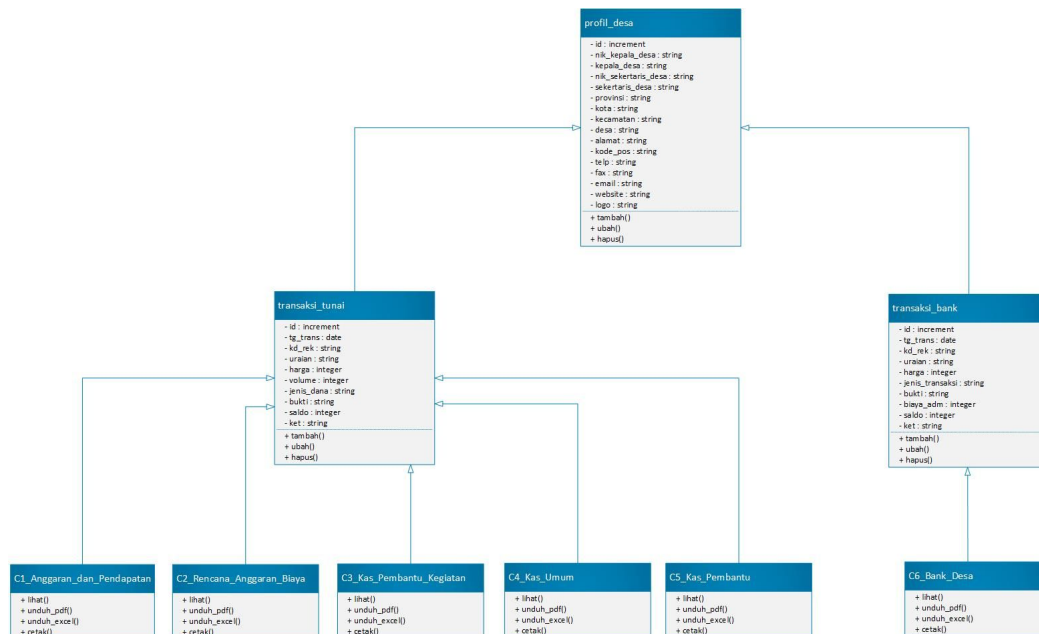 profil_desa
- id : increment
- nik_kepala_desa : string
- kepala_desa : string
- nik_sekertaris_desa : string
- sekertaris_desa : string
- provinsi : string
- kota : string
- kecamatan : string
- desa : string
- alamat : string
- kode_pos : string
- telp : string
- fax : string
- email : string
- website : string
- logo : string
+ tambah()
+ ubah()
+ hapus()
transaksi_tunai
- id : increment
- tg_trans : date
- kd_rek : string
- uraian : string
- harga : integer
- volume : integer
- jenis_dana : string
- bukti : string
- saldo : integer
- ket : string
+ tambah()
+ ubah()
+ hapus()
transaksi_bank
- id : increment
- tg_trans : date
- kd_rek : string
- uraian : string
- harga : integer
- jenis_transaksi : string
- bukti : string
- biaya_adm : integer
- saldo : integer
- ket : string
+ tambah()
+ ubah()
+ hapus()
C1_Anggaran_dan_Pendapatan
+ lihat()
+ unduh_pdf()
+ unduh_excel()
+ cetak()
C2_Rencana_Anggaran_Biaya
+ lihat()
+ unduh_pdf()
+ unduh_excel()
+ cetak()
C3_Kas_Pembantu_Kegiatan
+ lihat()
+ unduh_pdf()
+ unduh_excel()
+ cetak()
C4_Kas_Umum
+ lihat()
+ unduh_pdf()
+ unduh_excel()
+ cetak()
C5_Kas_Pembantu
+ lihat()
+ unduh_pdf()
+ unduh_excel()
+ cetak()
C6_Bank_Desa
+ lihat()
+ unduh_pdf()
+ unduh_excel()
+ cetak()